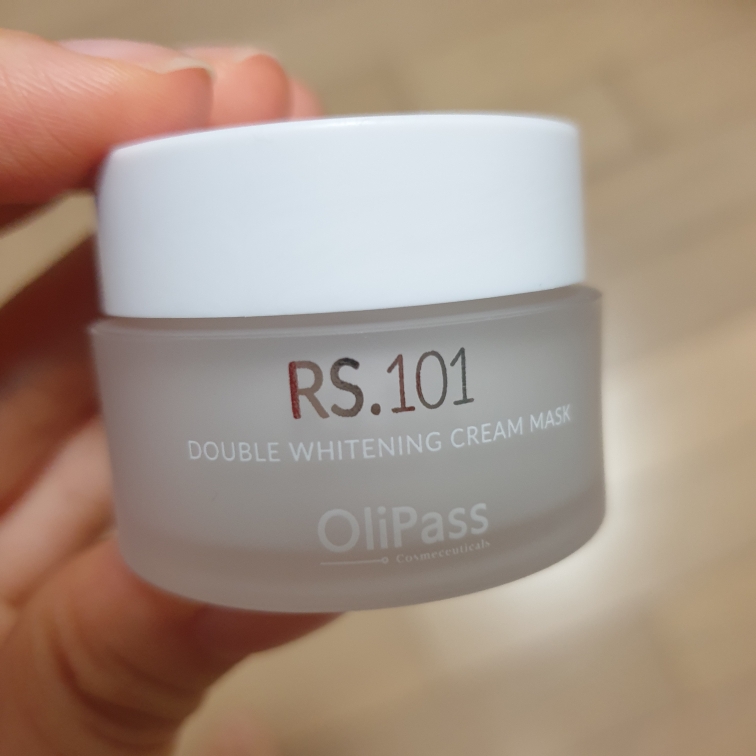 RS.101
DOUBLE WHITENING CREAM MASK
OliPass
Cosmeceuticals